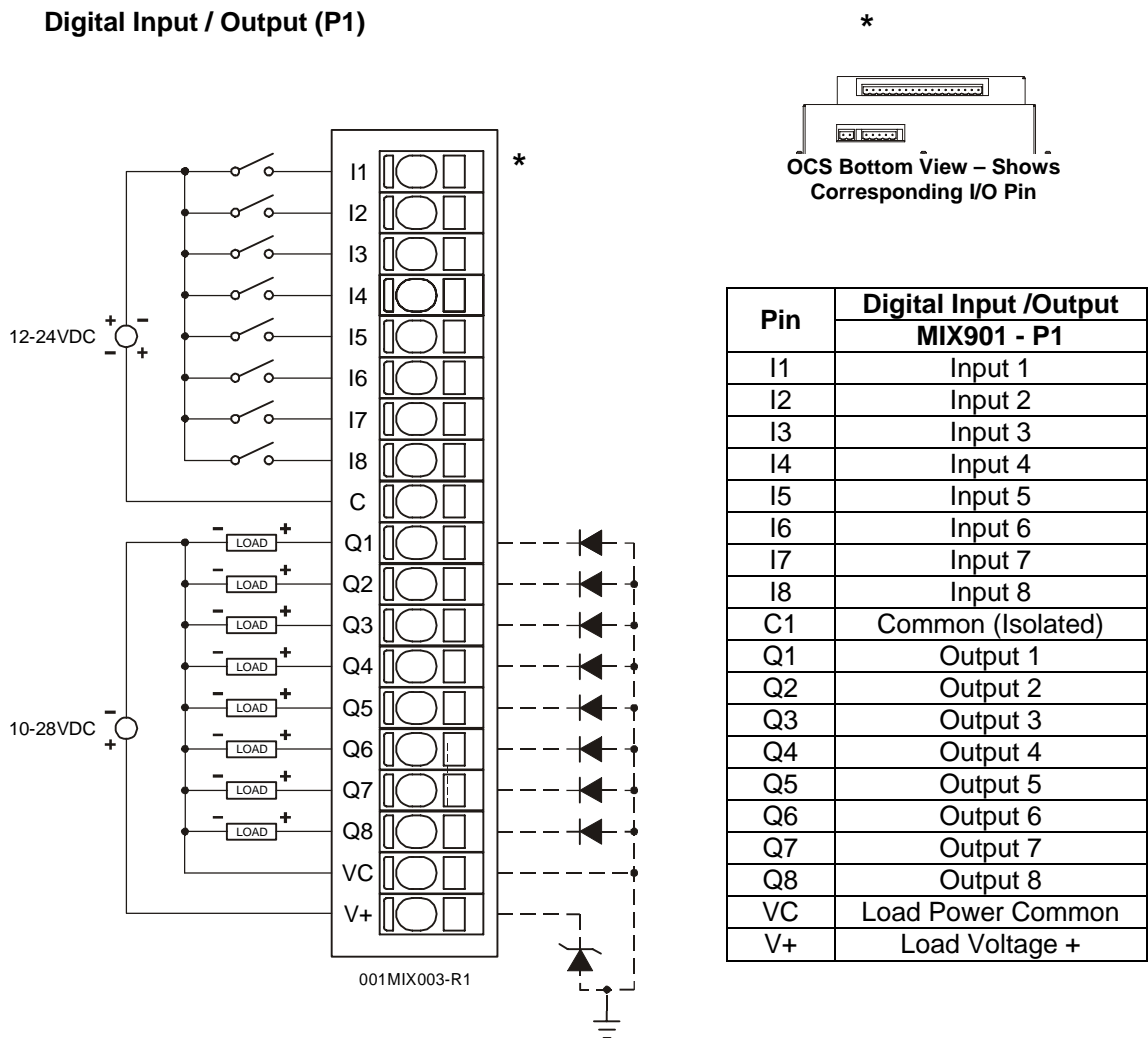 Digital Input / Output (P1)
*
OCS Bottom View – Shows
Corresponding I/O Pin
*
12-24VDC
+ –
– +
I1
I2
I3
I4
I5
I6
I7
I8
C
– LOAD + Q1
– LOAD + Q2
– LOAD + Q3
– LOAD + Q4
– LOAD + Q5
– LOAD + Q6
– LOAD + Q7
– LOAD + Q8
10-28VDC
–
+
VC
V+
001MIX003-R1
Pin Digital Input /Output
MIX901 - P1
I1 Input 1
I2 Input 2
I3 Input 3
I4 Input 4
I5 Input 5
I6 Input 6
I7 Input 7
I8 Input 8
C1 Common (Isolated)
Q1 Output 1
Q2 Output 2
Q3 Output 3
Q4 Output 4
Q5 Output 5
Q6 Output 6
Q7 Output 7
Q8 Output 8
VC Load Power Common
V+ Load Voltage +